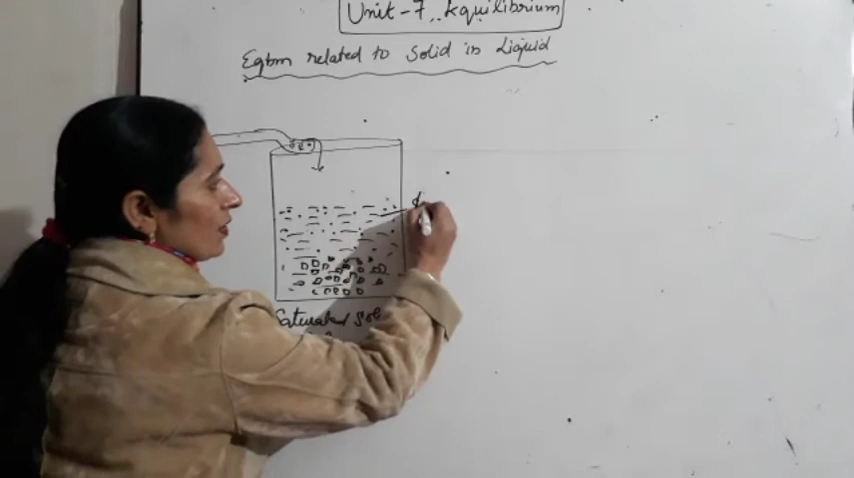 Unit-7, Equilibrium
Eqbm related to Solid in Liquid
Saturated Sol